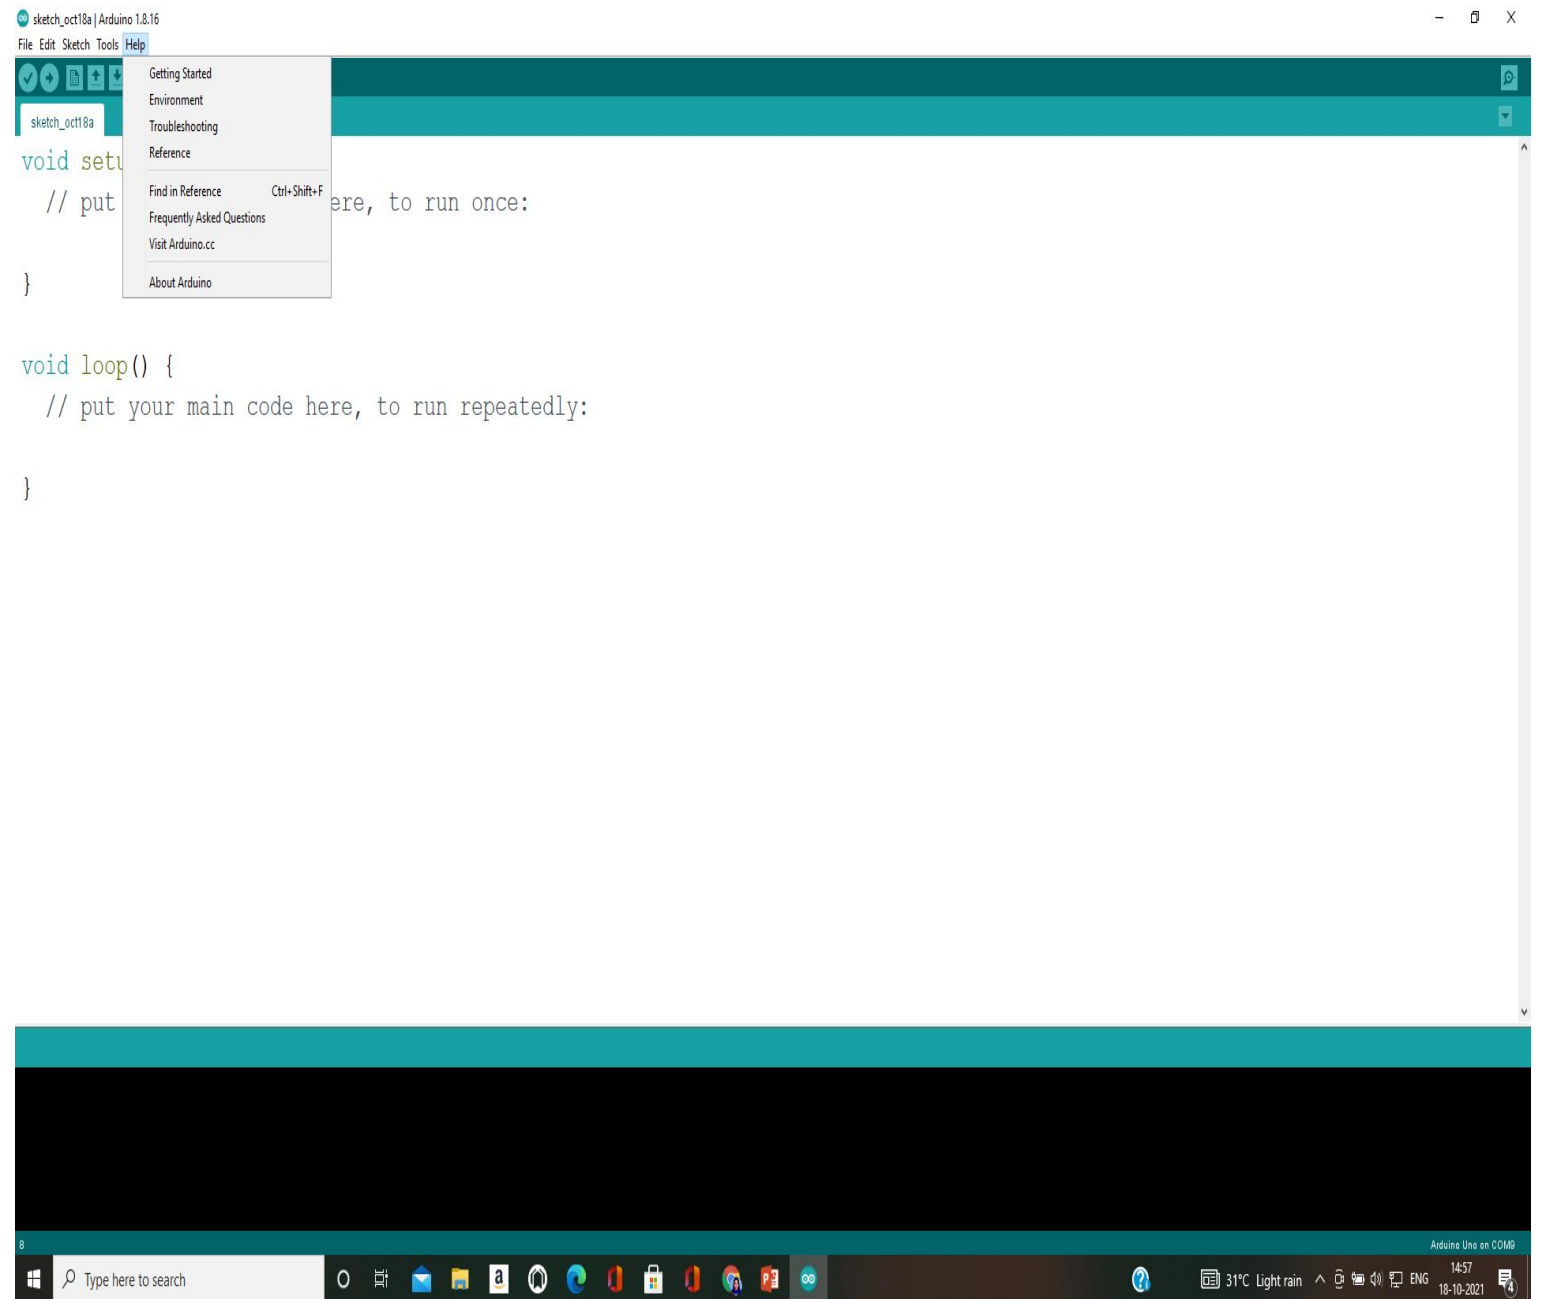 sketch_oct18a | Arduino 1.8.16
File Edit Sketch Tools Help
Getting Started
Environment
Troubleshooting
Reference
Find in Reference Ctrl+Shift+F
Frequently Asked Questions
Visit Arduino.cc
About Arduino
sketch_oct18a
void setu
// put ere, to run once:
}
void loop() {
// put your main code here, to run repeatedly:
}
8
Arduino Uno on COM9
Type here to search
31°C Light rain
ENG
14:57
18-10-2021
4